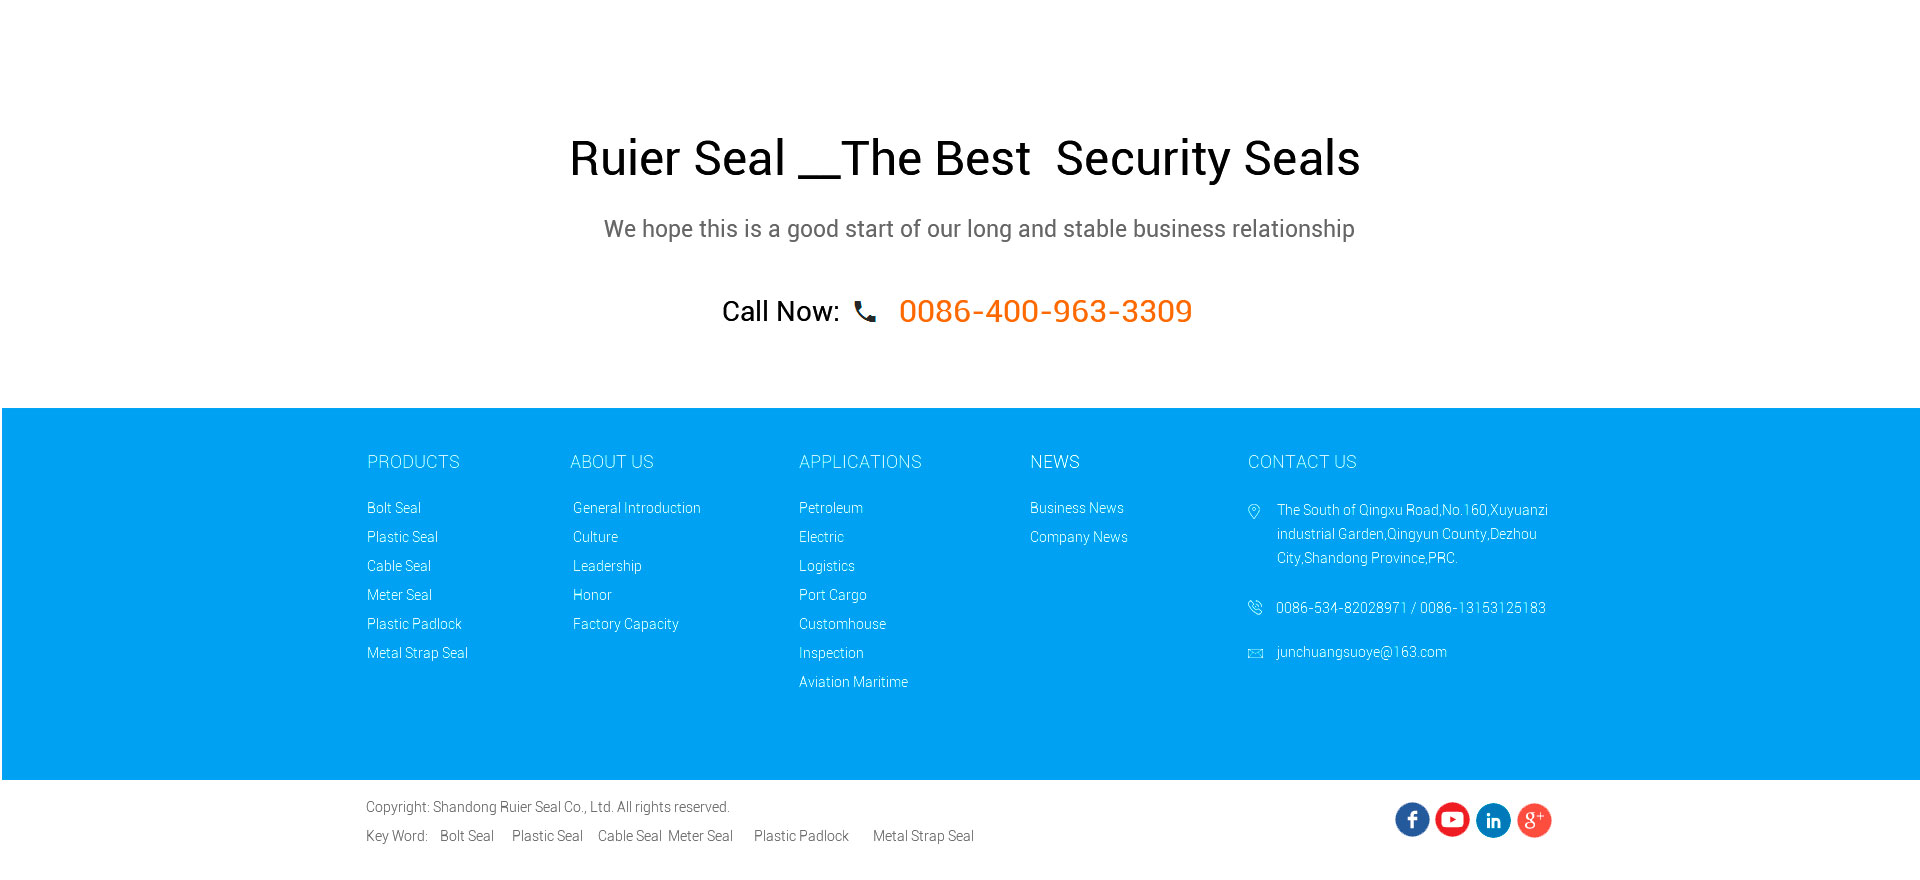 Ruier Seal __The Best  Security Seals
We hope this is a good start of our long and stable business relationship
Call Now: 0086-400-963-3309
PRODUCTS
Bolt Seal
Plastic Seal
Cable Seal
Meter Seal
Plastic Padlock
Metal Strap Seal
ABOUT US
General Introduction
Culture
Leadership
Honor
Factory Capacity
APPLICATIONS
Petroleum
Electric
Logistics
Port Cargo
Customhouse
Inspection
Aviation Maritime
NEWS
Business News
Company News
CONTACT US
The South of Qingxu Road,No.160,Xuyuanzi
industrial Garden,Qingyun County,Dezhou
City,Shandong Province,PRC.
0086-534-82028971 / 0086-13153125183
junchuangsuoye@163.com
Copyright: Shandong Ruier Seal Co., Ltd. All rights reserved.
Key Word: Bolt Seal Plastic Seal Cable Seal Meter Seal Plastic Padlock Metal Strap Seal
f in g+